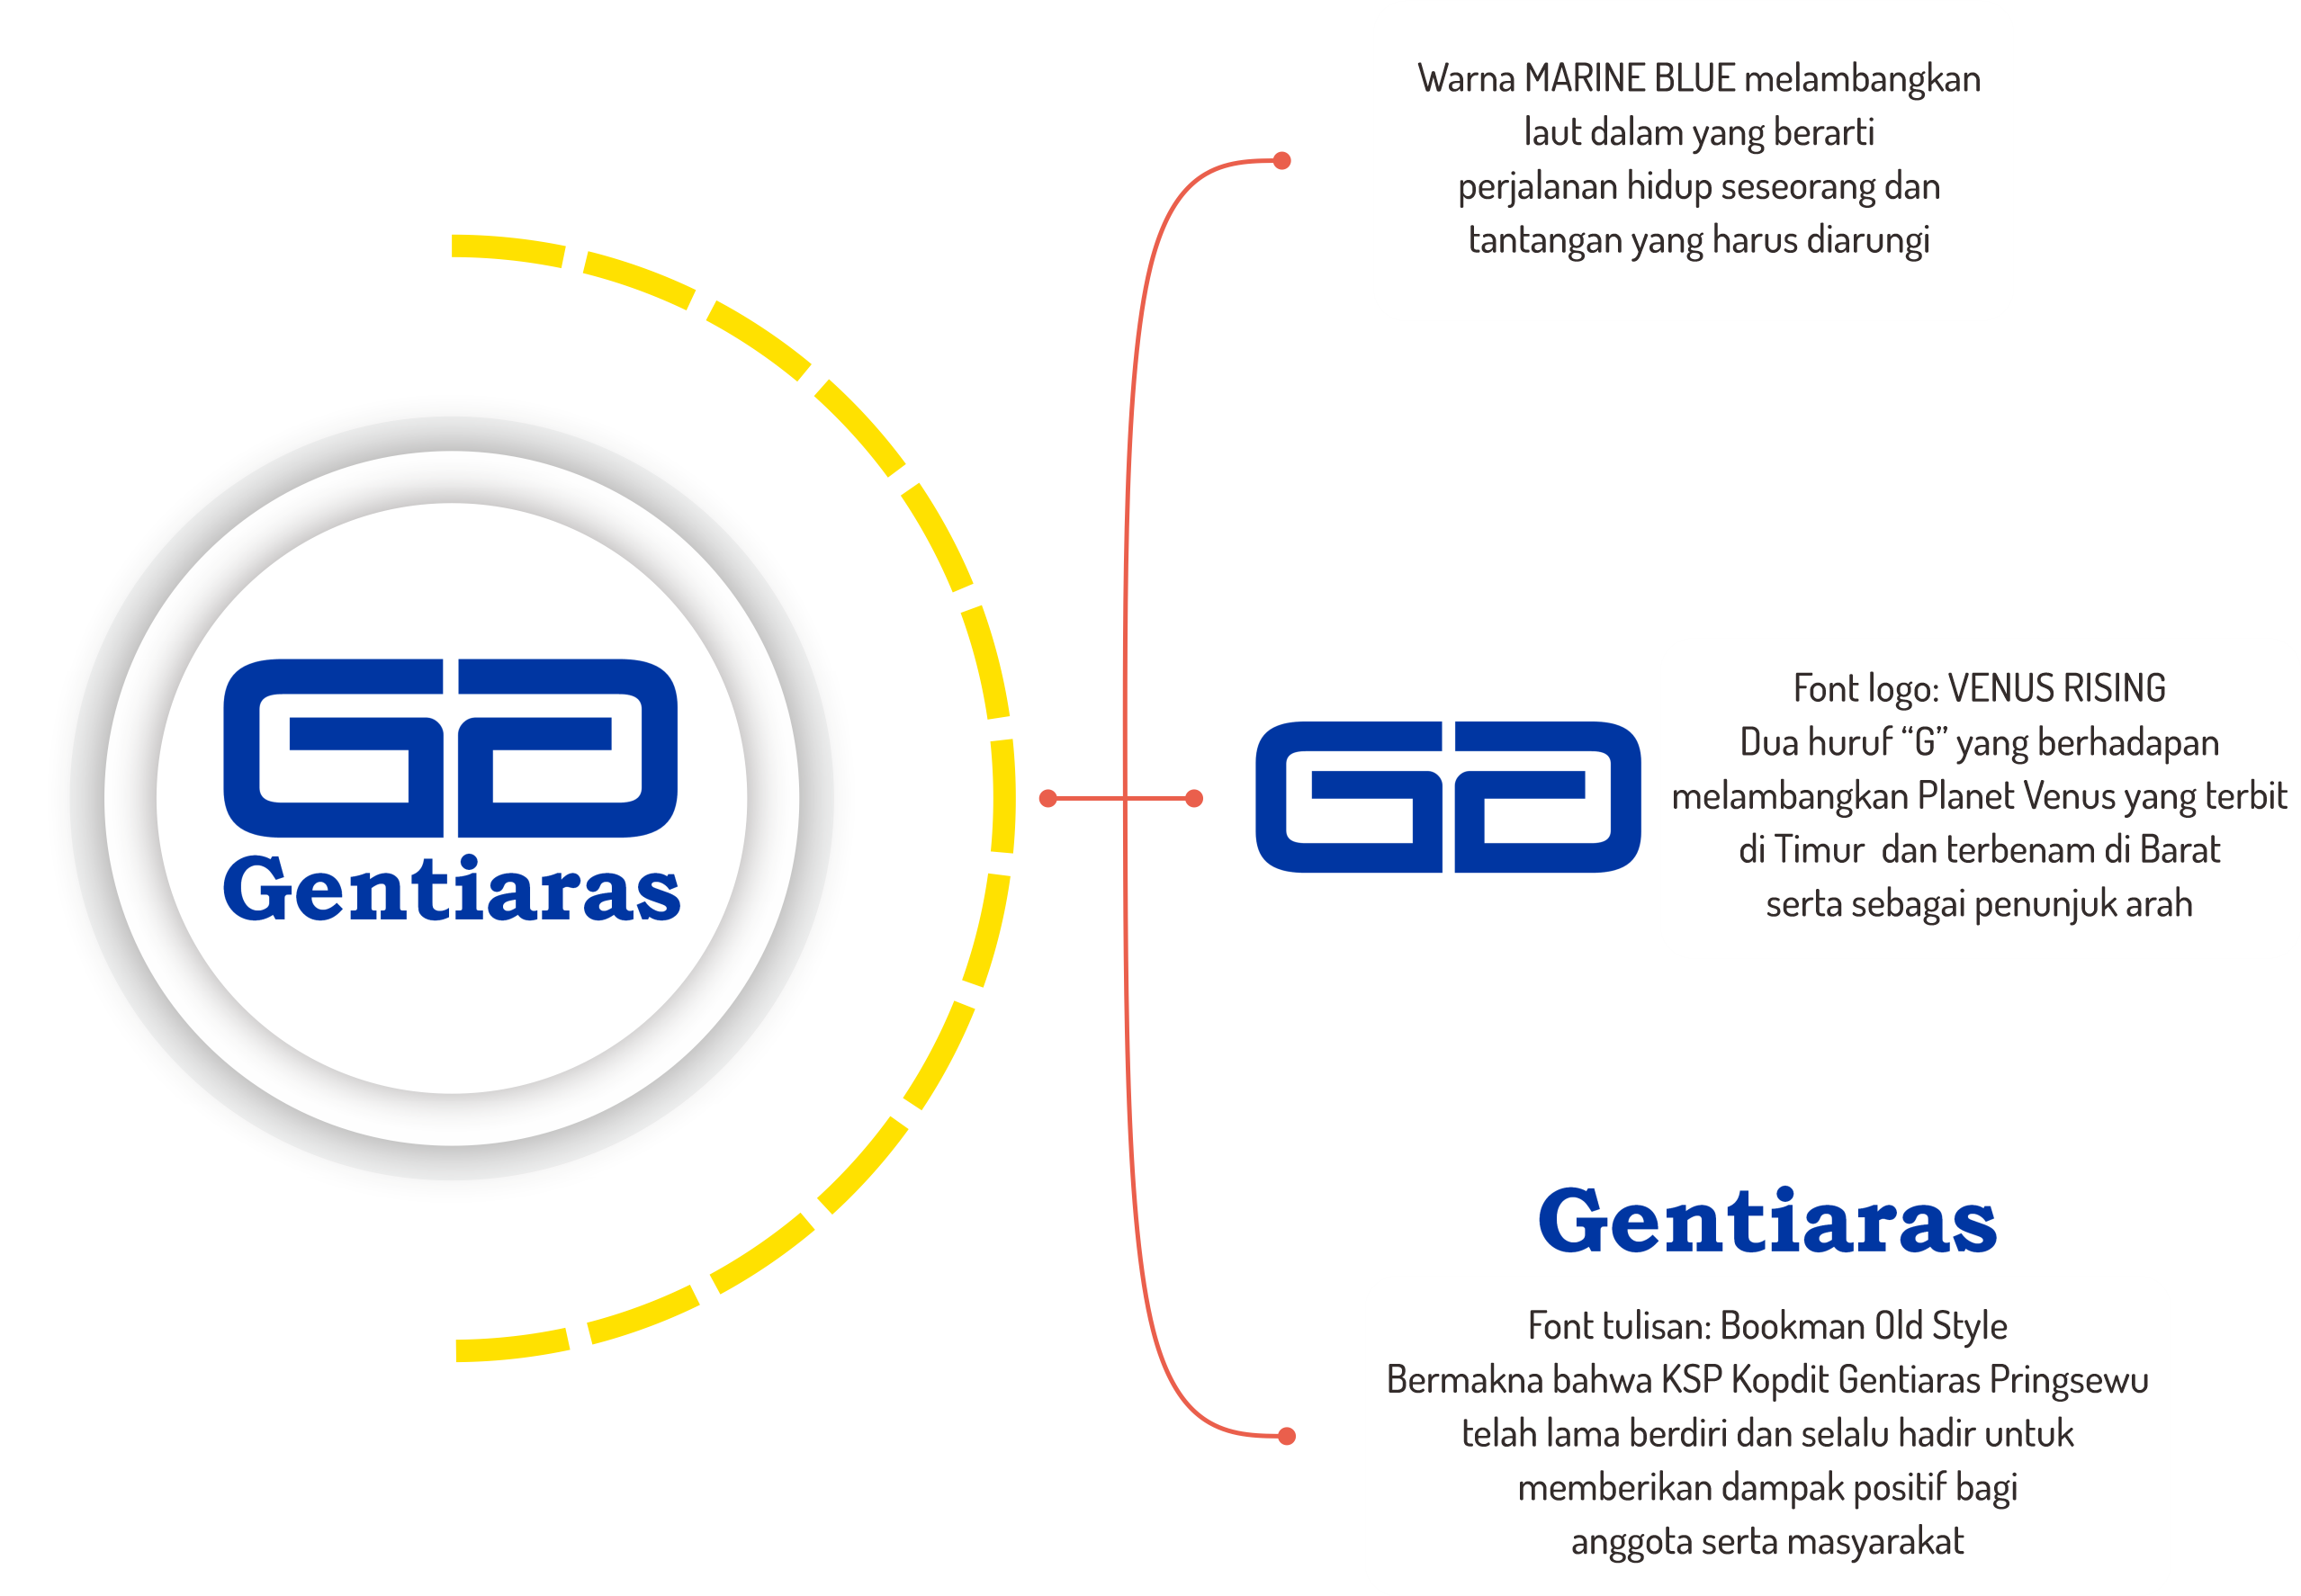 Warna MARINE BLUE melambangkan
laut dalam yang berarti
perjalanan hidup seseorang dan
tantangan yang harus diarungi
GG
Gentiaras
GG
Font logo: VENUS RISING
Dua huruf “G” yang berhadapan
melambangkan Planet Venus yang terbit
di Timur dan terbenam di Barat
serta sebagai penunjuk arah
Gentiaras
Font tulisan: Bookman Old Style
Bermakna bahwa KSP Kopdit Gentiaras Pringsewu
telah lama berdiri dan selalu hadir untuk
memberikan dampak positif bagi
anggota serta masyarakat